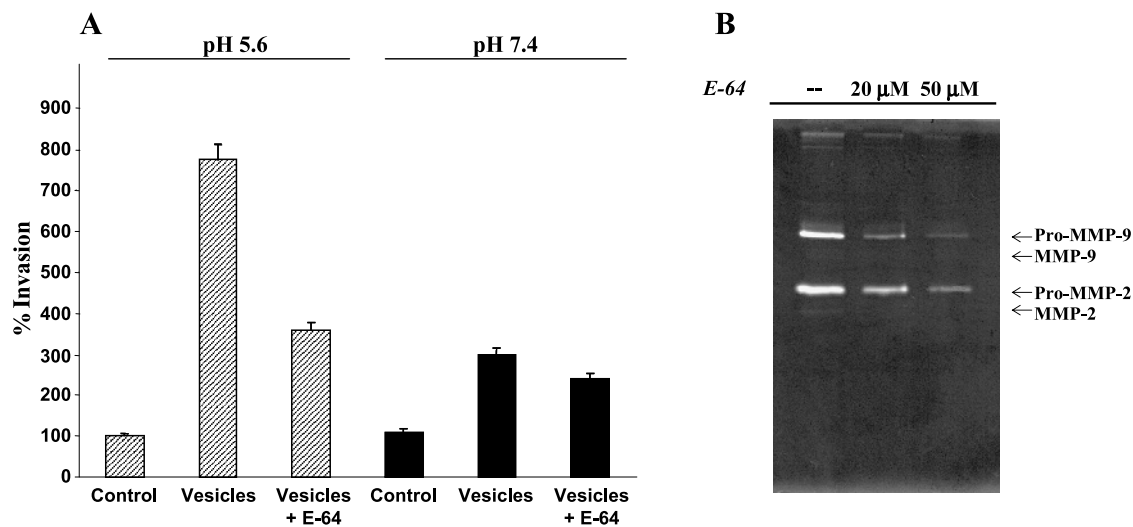 A
pH 5.6 pH 7.4
% Invasion
900
800
700
600
500
400
300
200
100
0
Control Vesicles Vesicles + E-64 Control Vesicles Vesicles + E-64
B
E-64 -- 20 μM 50 μM
←Pro-MMP-9
←MMP-9
←Pro-MMP-2
←MMP-2